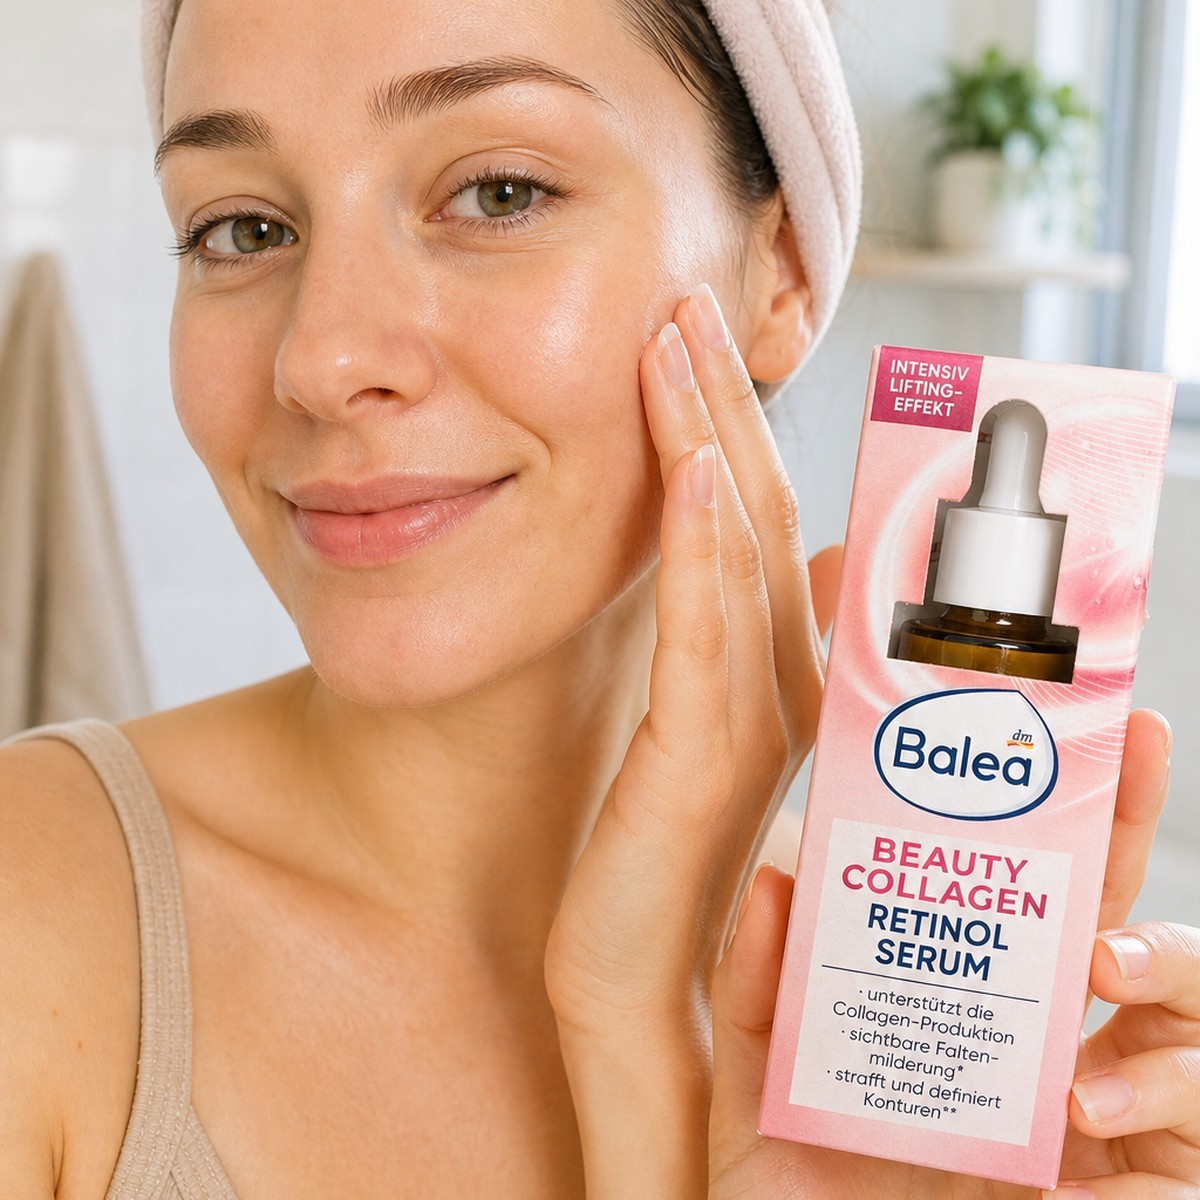 INTENSIV
LIFTING-
EFFEKT
Balea
dm
BEAUTY
COLLAGEN
RETINOL
SERUM
· unterstützt die
Collagen-Produktion
· sichtbare Falten-
milderung*
· strafft und definiert
Konturen**